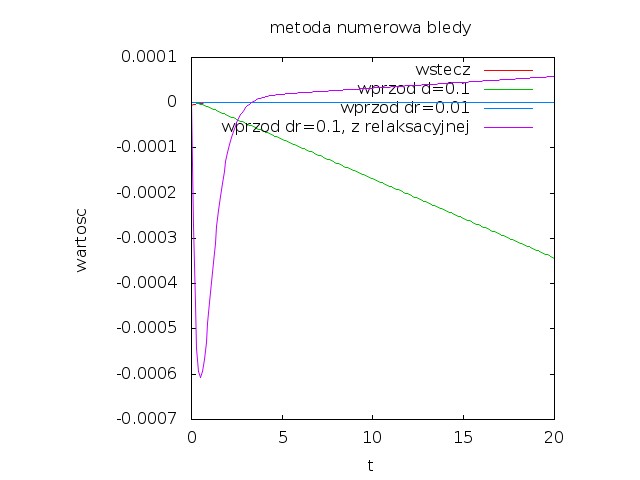 metoda numerowa bledy
0.0001
0
-0.0001
-0.0002
-0.0003
-0.0004
-0.0005
-0.0006
-0.0007
wartosc
wstecz
wprzod d=0.1
wprzod dr=0.01
wprzod dr=0.1, z relaksacyjnej
0 5 10 15 20
t